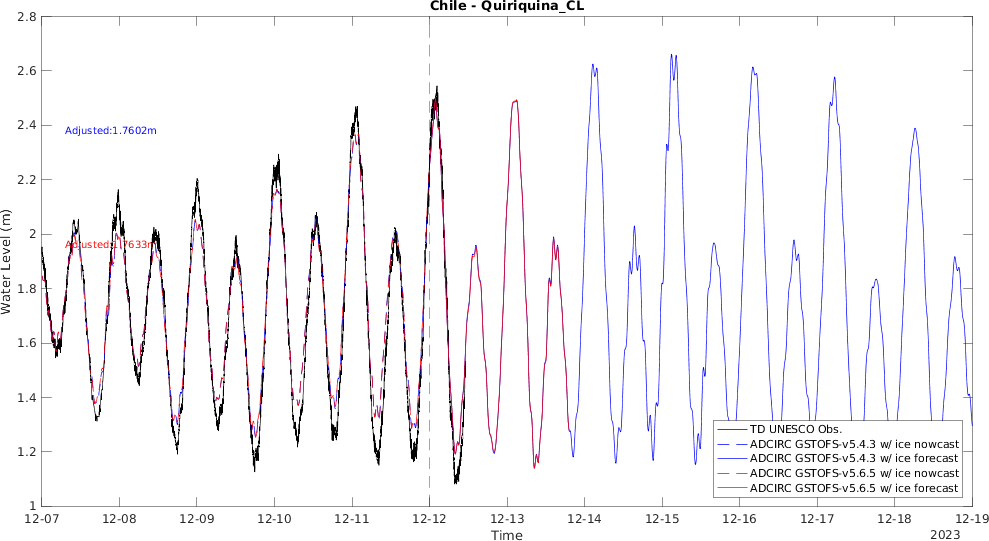 Chile - Quiriquina_CL
2.8
2.6
2.4
2.2
2
1.8
1.6
1.4
1.2
1
Water Level (m)
Adjusted:1.7602m
Adjusted:1.7633m
TD UNESCO Obs.
ADCIRC GSTOFS-v5.4.3 w/ ice nowcast
ADCIRC GSTOFS-v5.4.3 w/ ice forecast
ADCIRC GSTOFS-v5.6.5 w/ ice nowcast
ADCIRC GSTOFS-v5.6.5 w/ ice forecast
12-07 12-08 12-09 12-10 12-11 12-12 12-13 12-14 12-15 12-16 12-17 12-18 12-19
Time
2023